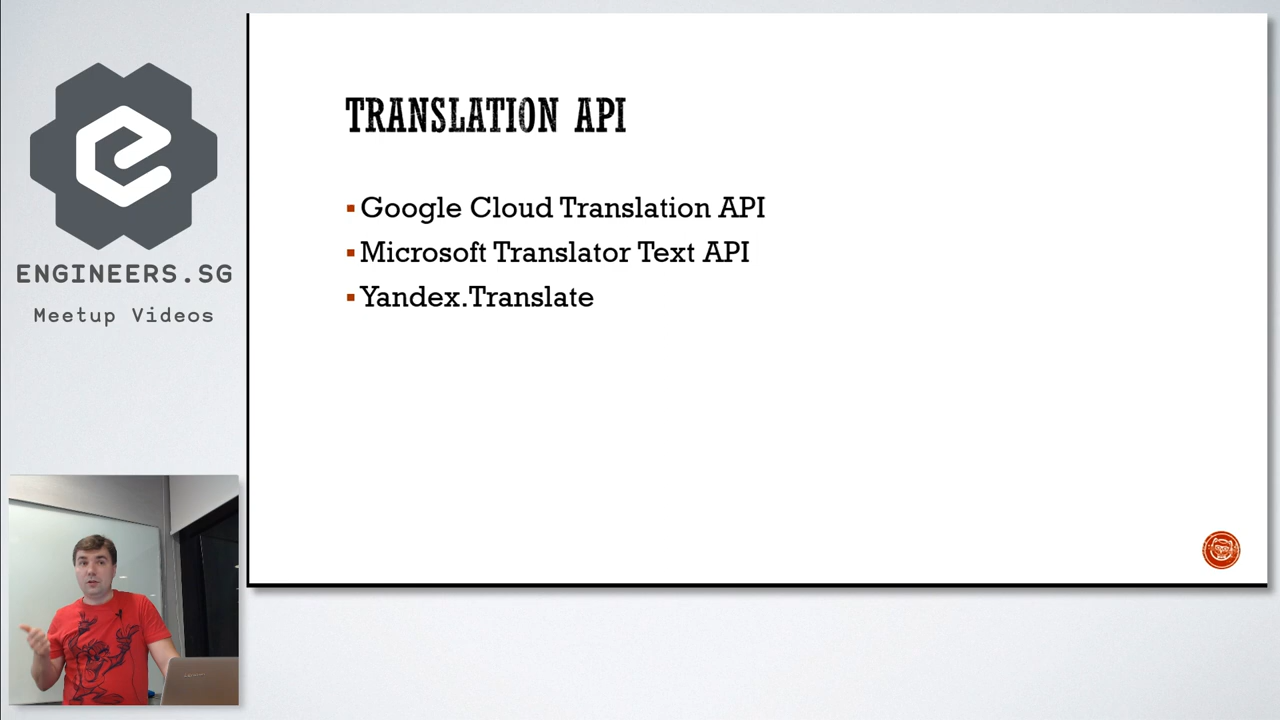 ENGINEERS.SG
Meetup Videos
TRANSLATION API
Google Cloud Translation API
Microsoft Translator Text API
Yandex.Translate